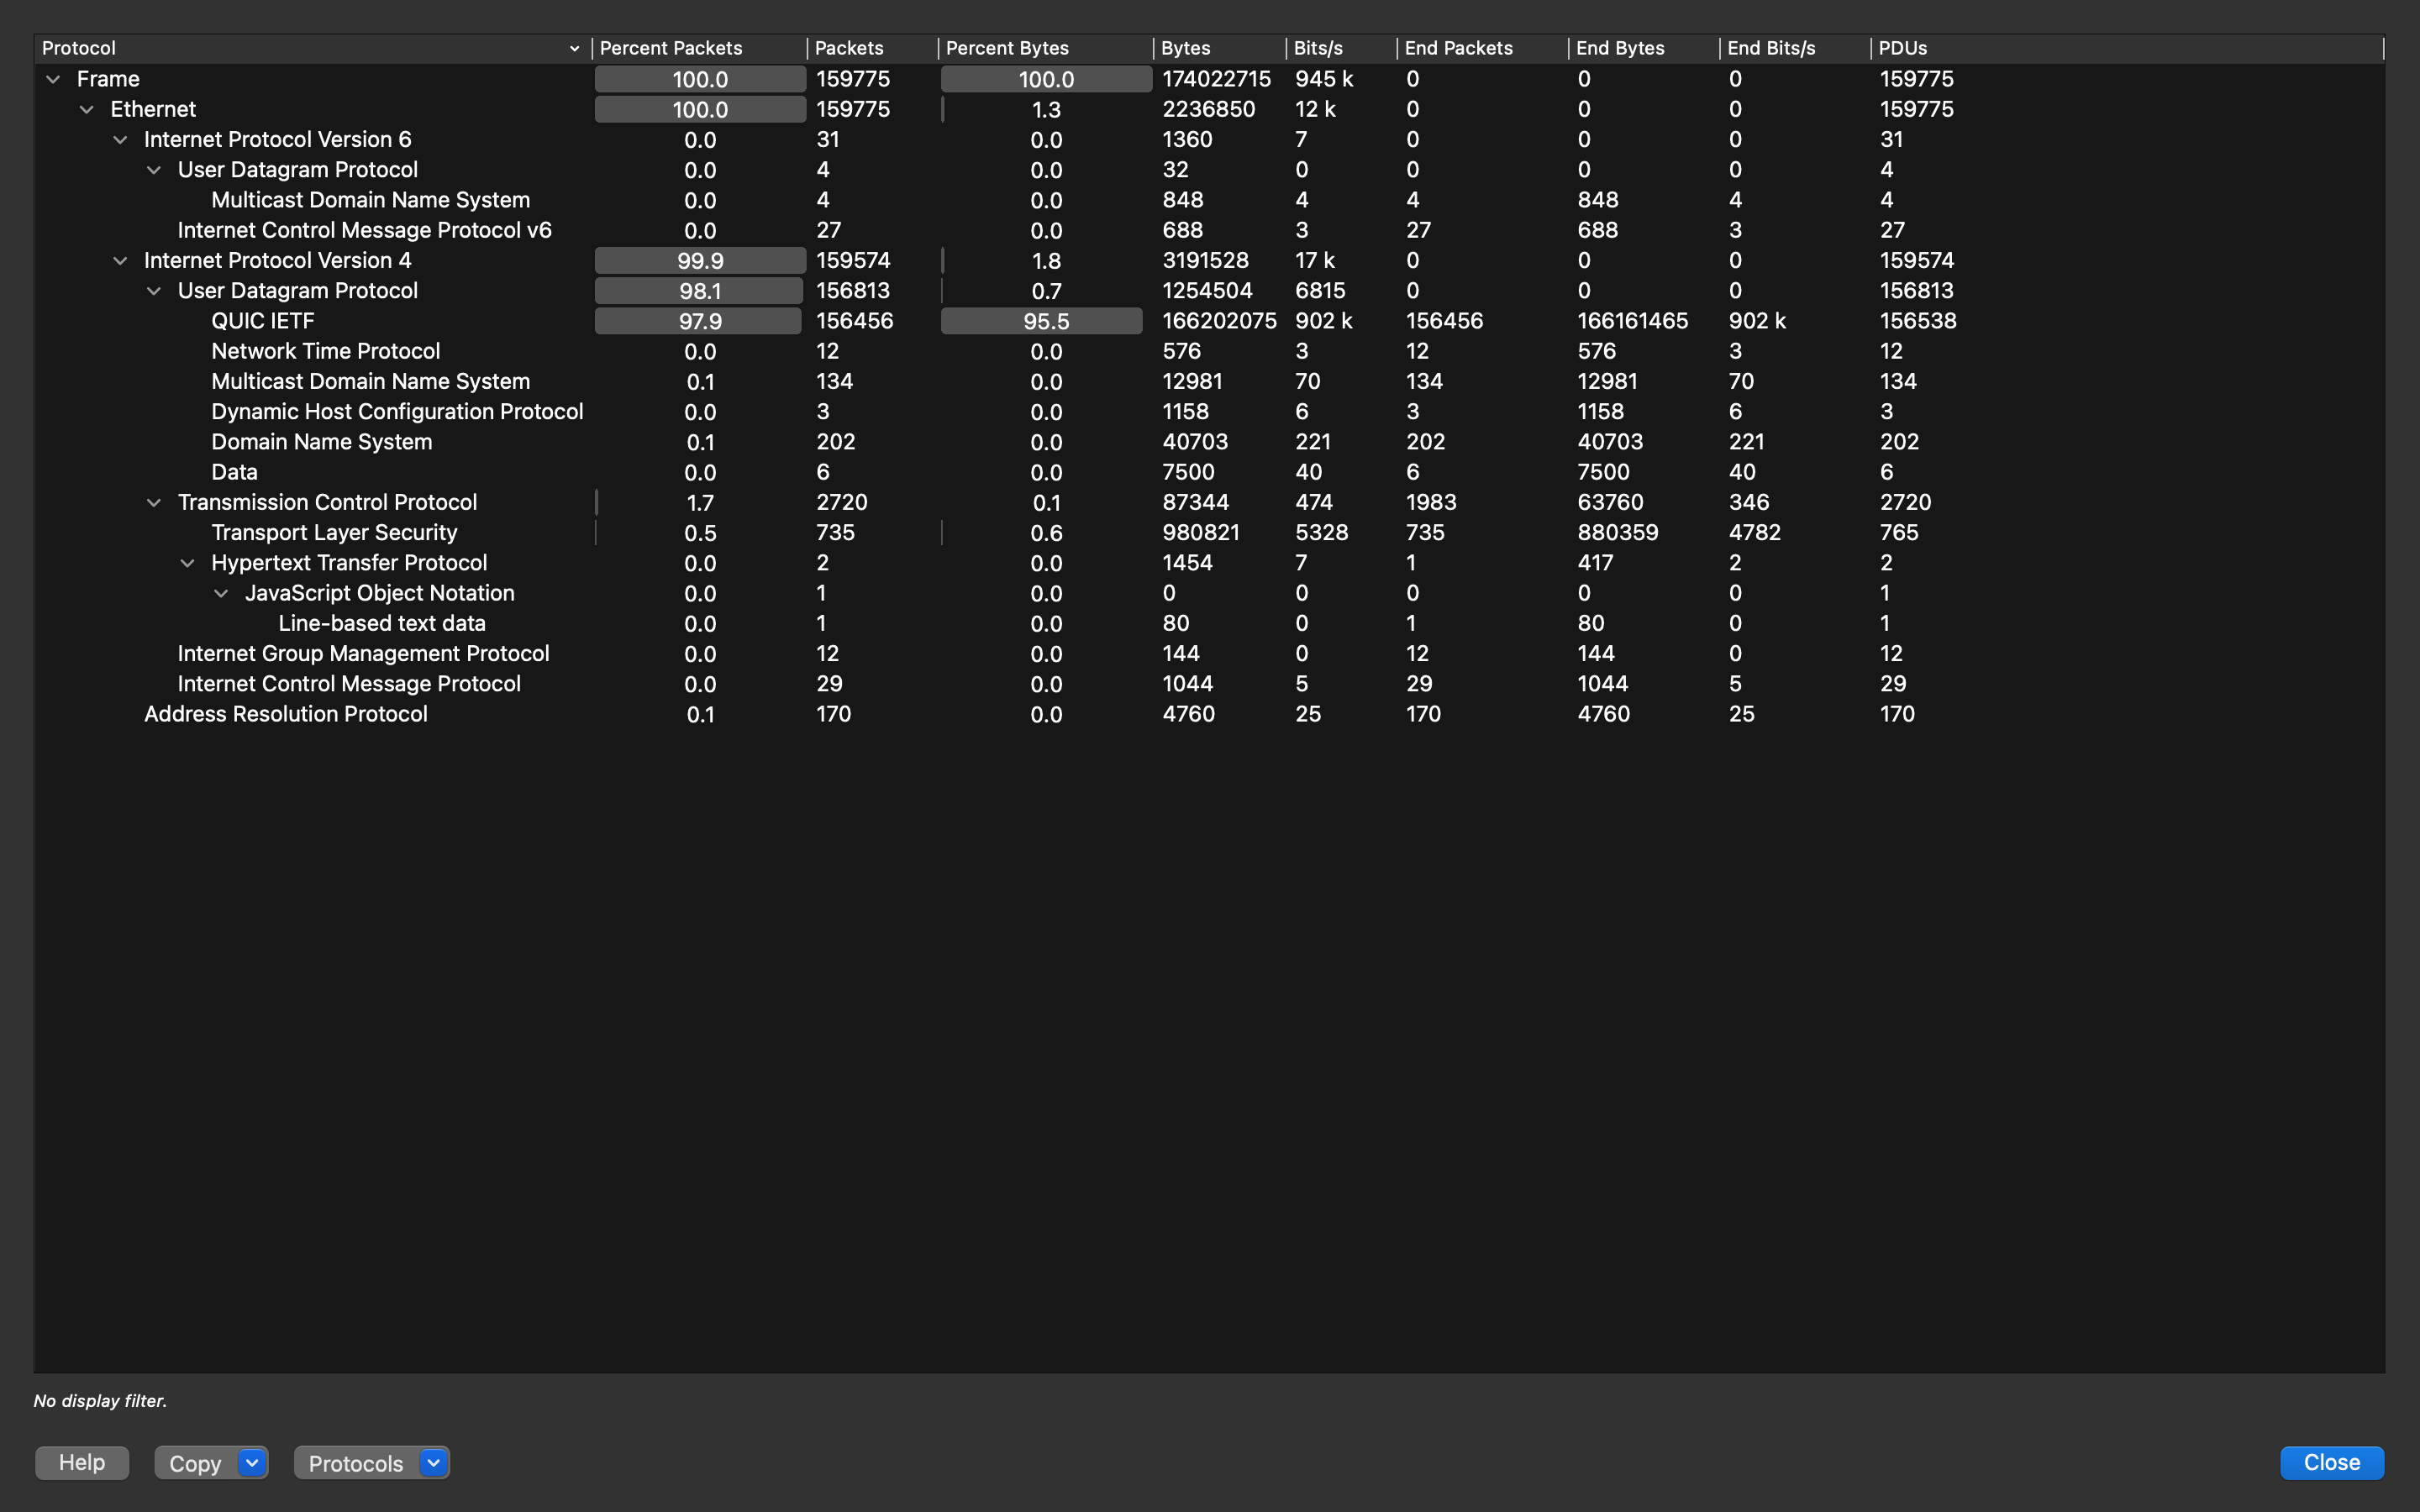 Protocol Percent Packets Packets Percent Bytes Bytes Bits/s End Packets End Bytes End Bits/s PDUs
Frame 100.0 159775 100.0 174022715 945 k 0 0 0 159775
Ethernet 100.0 159775 1.3 2236850 12 k 0 0 0 159775
Internet Protocol Version 6 0.0 31 0.0 1360 7 0 0 0 31
User Datagram Protocol 0.0 4 0.0 32 0 0 0 0 4
Multicast Domain Name System 0.0 4 0.0 848 4 4 848 4 4
Internet Control Message Protocol v6 0.0 27 0.0 688 3 27 688 3 27
Internet Protocol Version 4 99.9 159574 1.8 3191528 17 k 0 0 0 159574
User Datagram Protocol 98.1 156813 0.7 1254504 6815 0 0 0 156813
QUIC IETF 97.9 156456 95.5 166202075 902 k 156456 166161465 902 k 156538
Network Time Protocol 0.0 12 0.0 576 3 12 576 3 12
Multicast Domain Name System 0.1 134 0.0 12981 70 134 12981 70 134
Dynamic Host Configuration Protocol 0.0 3 0.0 1158 6 3 1158 6 3
Domain Name System 0.1 202 0.0 40703 221 202 40703 221 202
Data 0.0 6 0.0 7500 40 6 7500 40 6
Transmission Control Protocol 1.7 2720 0.1 87344 474 1983 63760 346 2720
Transport Layer Security 0.5 735 0.6 980821 5328 735 880359 4782 765
Hypertext Transfer Protocol 0.0 2 0.0 1454 7 1 417 2 2
JavaScript Object Notation 0.0 1 0.0 0 0 0 0 0 1
Line-based text data 0.0 1 0.0 80 0 1 80 0 1
Internet Group Management Protocol 0.0 12 0.0 144 0 12 144 0 12
Internet Control Message Protocol 0.0 29 0.0 1044 5 29 1044 5 29
Address Resolution Protocol 0.1 170 0.0 4760 25 170 4760 25 170
No display filter.
Help Copy Protocols Close